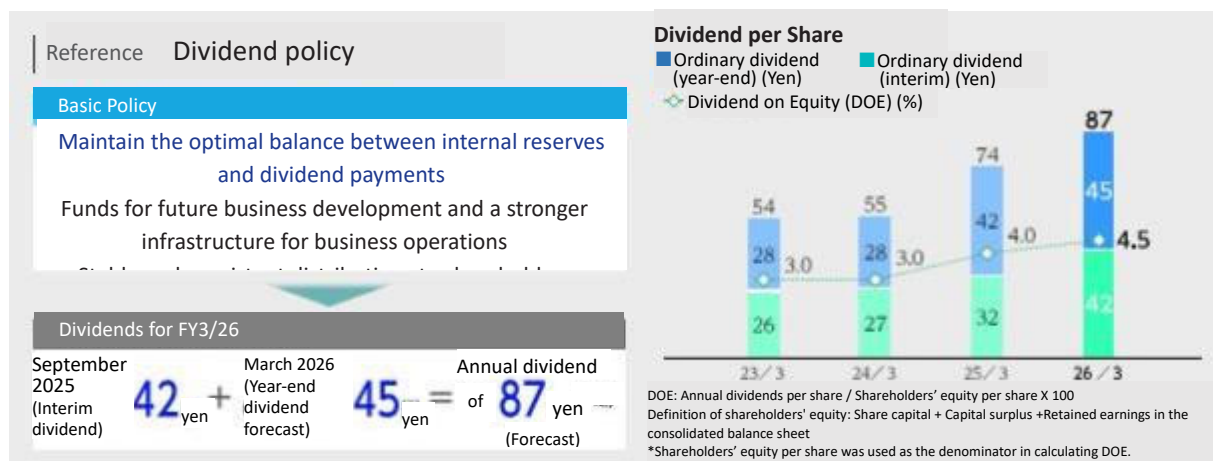 Reference Dividend policy
Basic Policy
Maintain the optimal balance between internal reserves
and dividend payments
Funds for future business development and a stronger
infrastructure for business operations
Dividends for FY3/26
September
2025
(Interim
dividend)
42 yen
+
March 2026
(Year-end
dividend
forecast)
45 yen
=
Annual dividend
of 87 yen
(Forecast)
Dividend per Share
Ordinary dividend
(year-end) (Yen)
Ordinary dividend
(interim) (Yen)
Dividend on Equity (DOE) (%)
54
28
3.0
26
23/3
55
28
3.0
27
24/3
74
42
4.0
32
25/3
87
45
4.5
42
26/3
DOE: Annual dividends per share / Shareholders' equity per share X 100
Definition of shareholders' equity: Share capital + Capital surplus +Retained earnings in the
consolidated balance sheet
*Shareholders' equity per share was used as the denominator in calculating DOE.